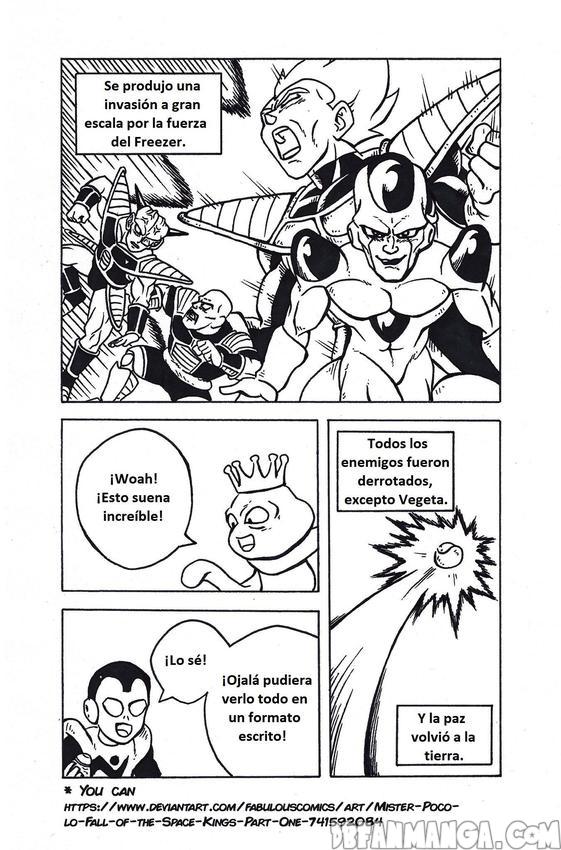 Se produjo una
invasión a gran
escala por la fuerza
del Freezer.
¡Woah!
¡Esto suena
increíble!
Todos los
enemigos fueron
derrotados,
excepto Vegeta.
¡Lo sé!
¡Ojalá pudiera
verlo todo en
un formato
escrito!
Y la paz
volvió a la
tierra.
* You can
https://www.deviantart.com/fabulouscomics/art/Mister-Poco-
lo-Fall-of-the-Space-Kings-Part-One-741592084
DBFANMANGA.COM